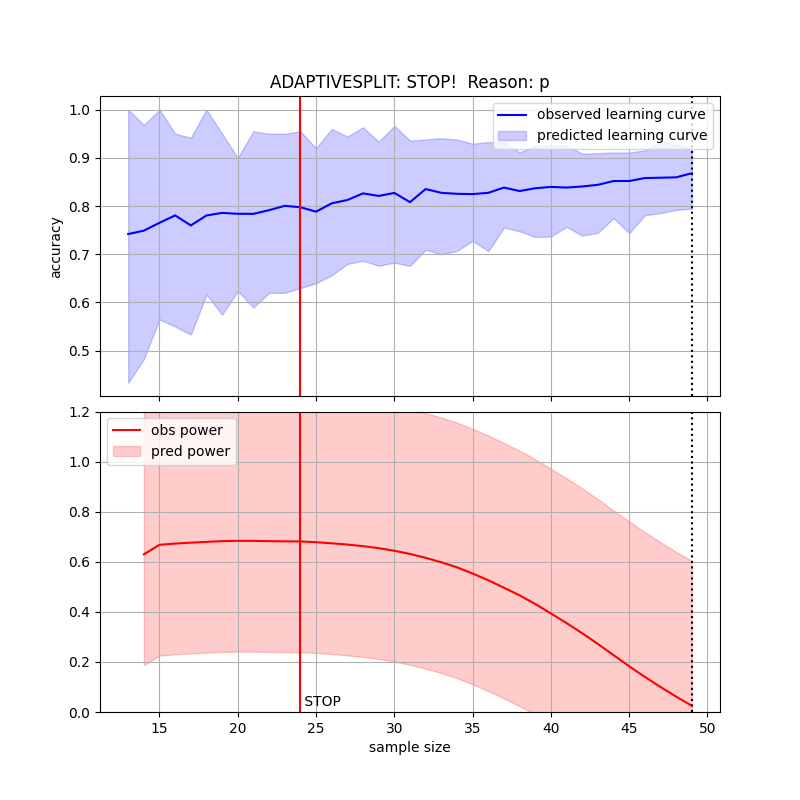 ADAPTIVESPLIT: STOP!  Reason: p
observed learning curve
predicted learning curve
1.0
0.9
0.8
0.7
0.6
0.5
accuracy
obs power
pred power
1.2
1.0
0.8
0.6
0.4
0.2
0.0
STOP
15 20 25 30 35 40 45 50
sample size